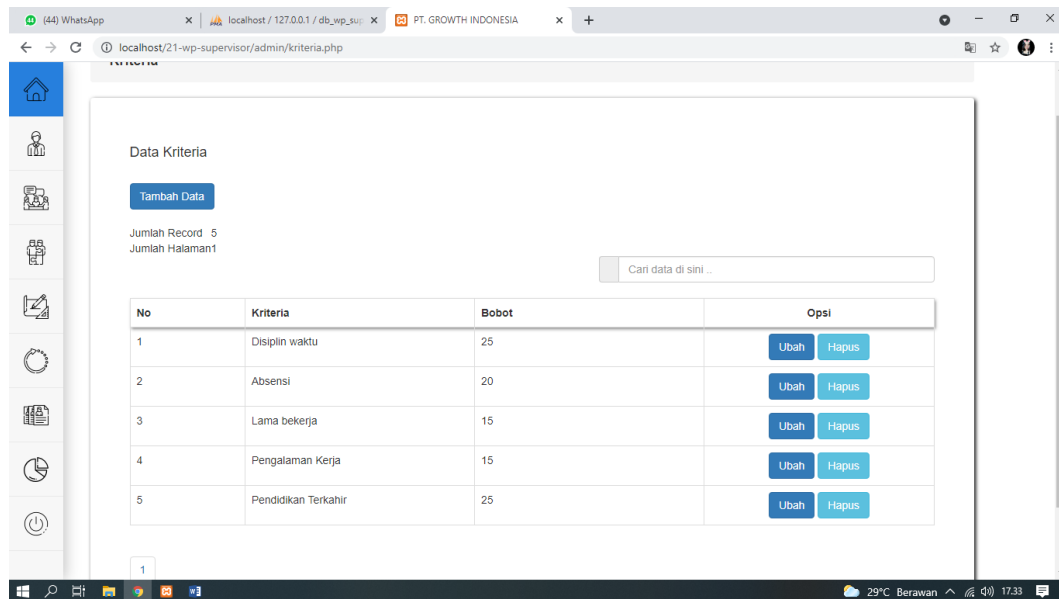 (44) WhatsApp
localhost / 127.0.0.1 / db_wp_sup
PT. GROWTH INDONESIA
localhost/21-wp-supervisor/admin/kriteria.php
Kriteria
Data Kriteria
Tambah Data
Jumlah Record 5
Jumlah Halaman1
Cari data di sini ..
No Kriteria Bobot Opsi
1 Disiplin waktu 25 Ubah Hapus
2 Absensi 20 Ubah Hapus
3 Lama bekerja 15 Ubah Hapus
4 Pengalaman Kerja 15 Ubah Hapus
5 Pendidikan Terkahir 25 Ubah Hapus
1
29°C Berawan 17.33